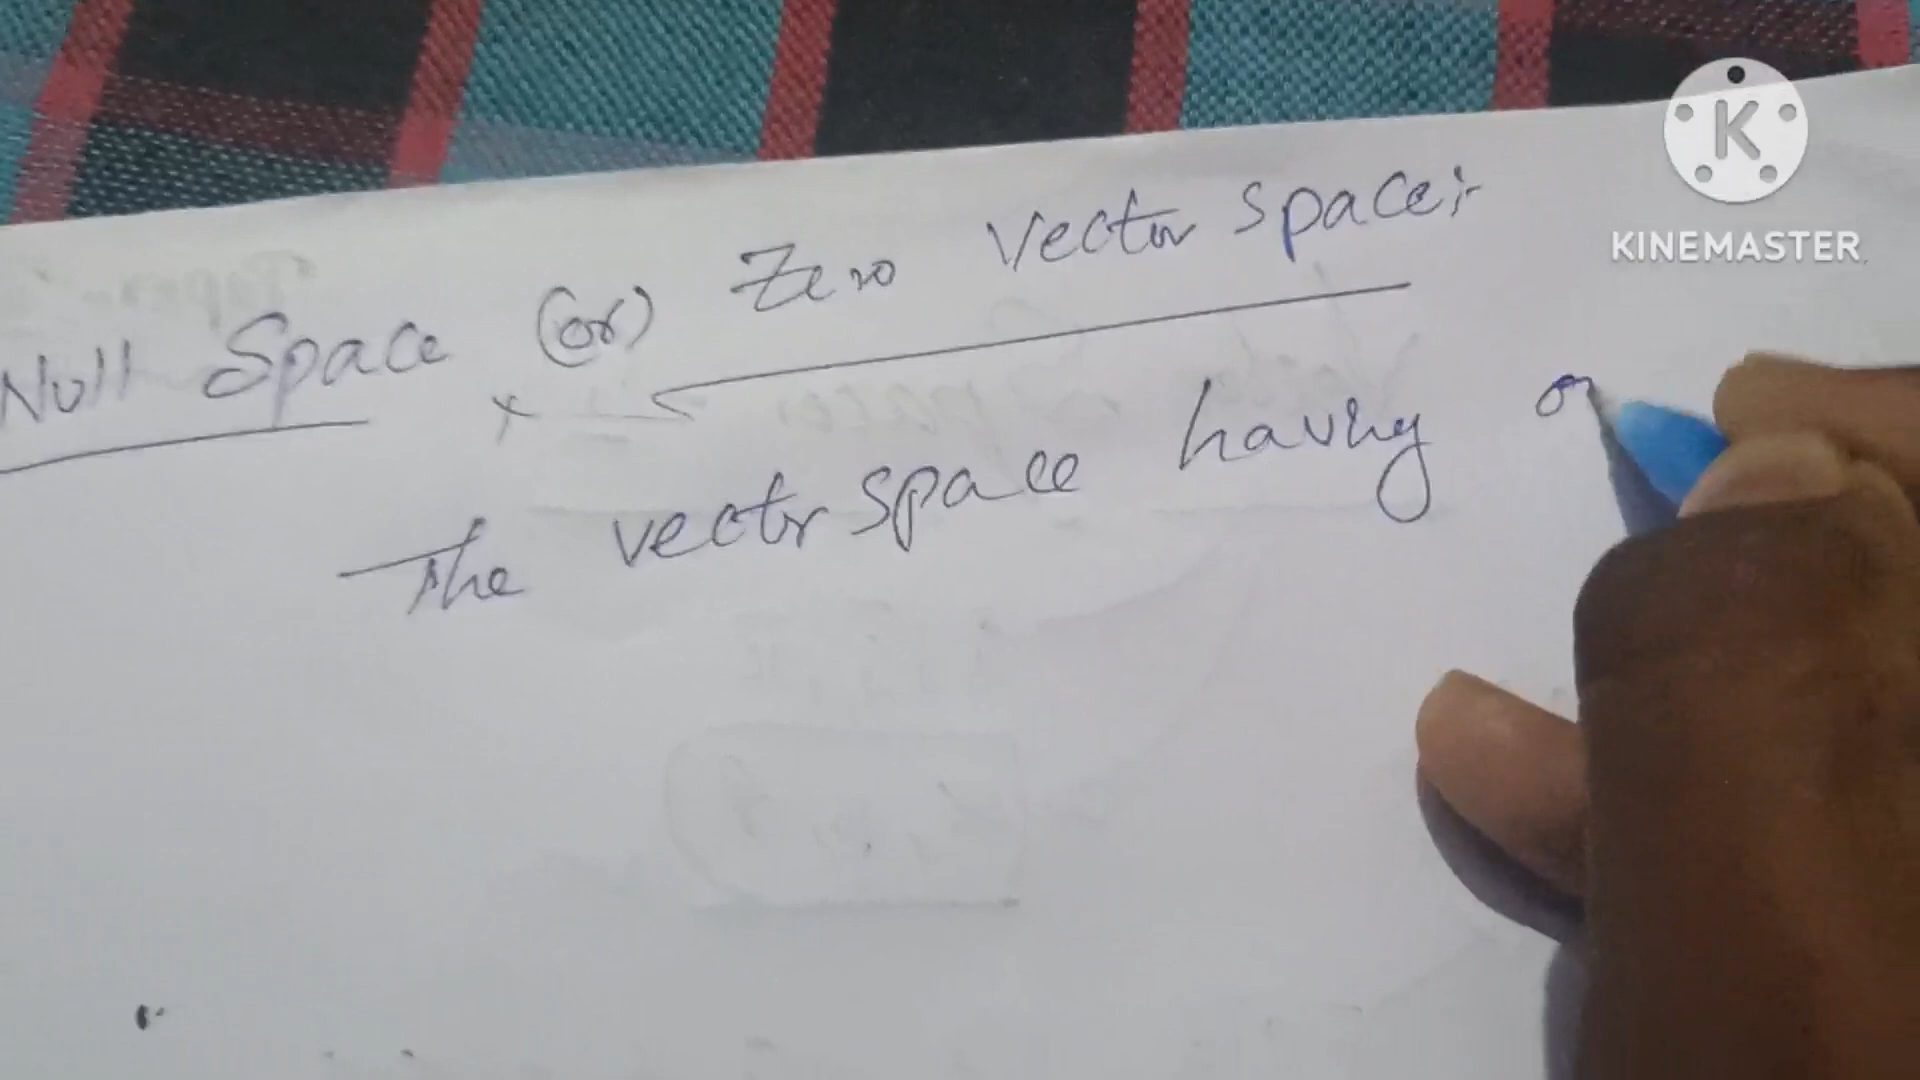 Null Space (or) Zero Vector Space:-
The vector space having
K
KINEMASTER